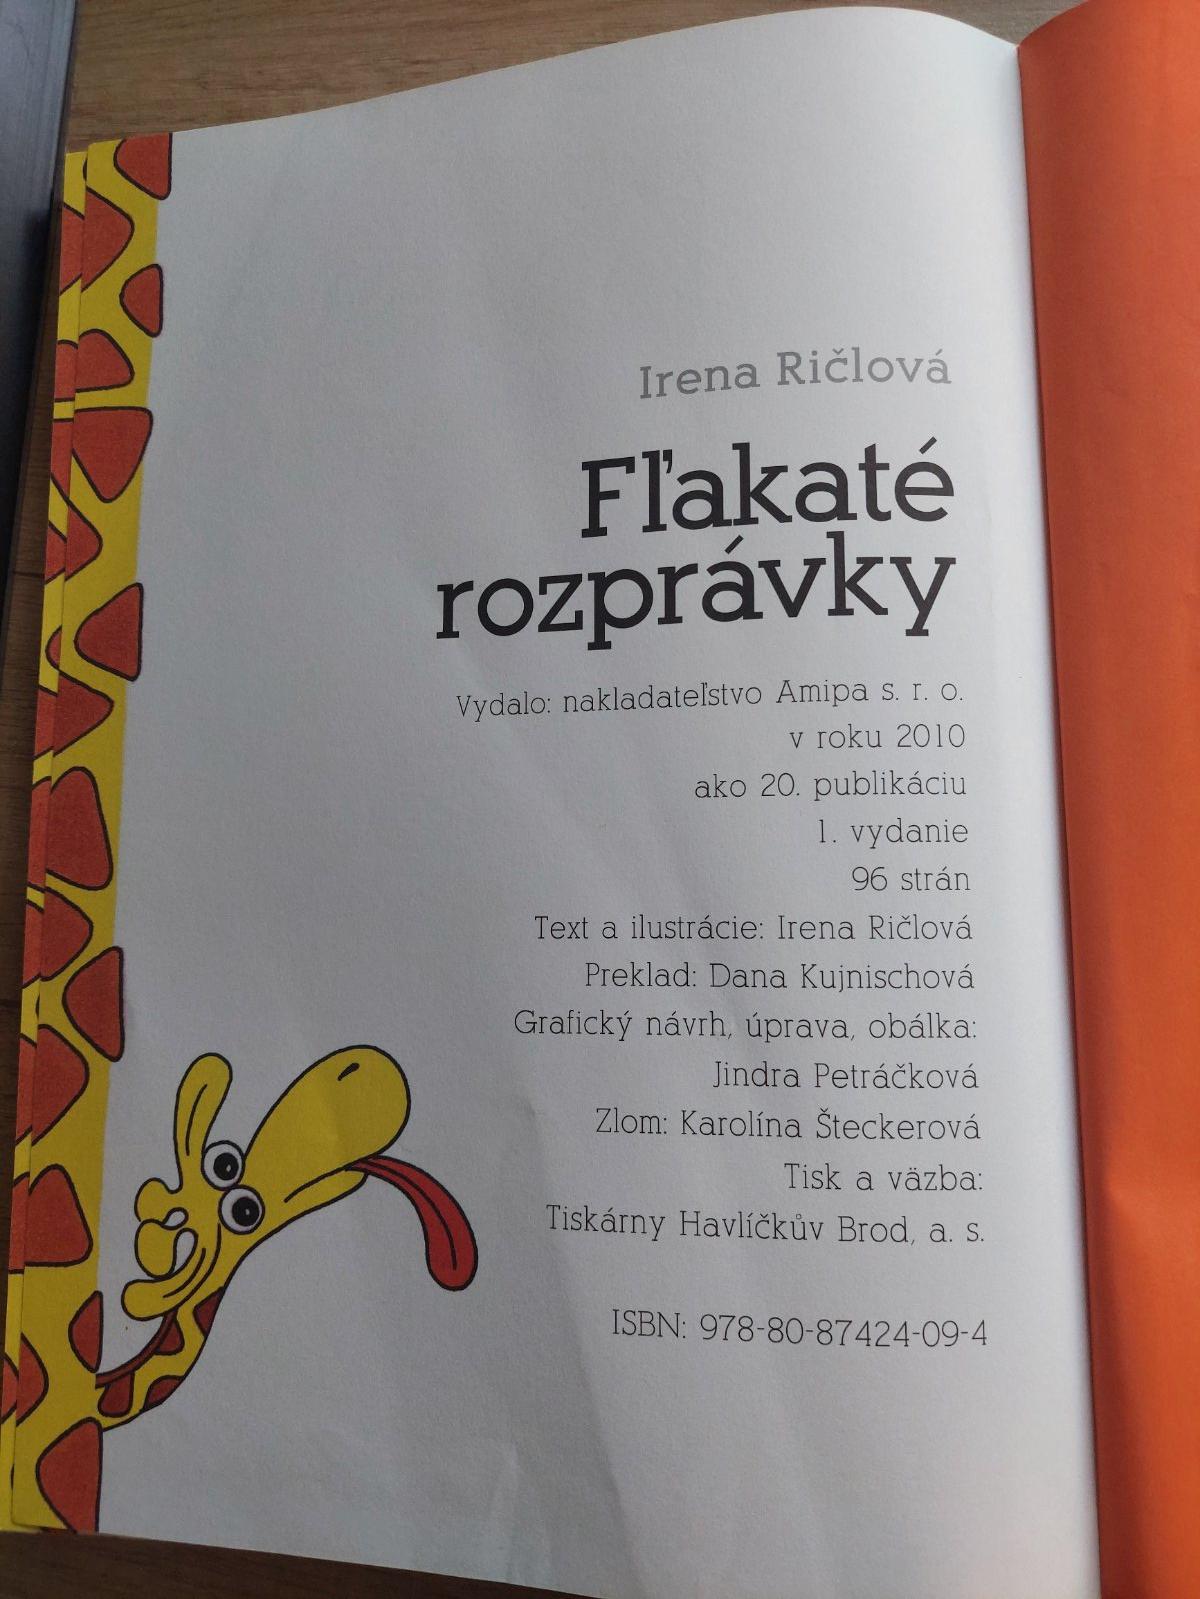 Irena Ričlová
Fľakaté
rozprávky
Vydalo: nakladateľstvo Amipa s. r. o.
v roku 2010
ako 20. publikáciu
1. vydanie
96 strán
Text a ilustrácie: Irena Ričlová
Preklad: Dana Kujnischová
Grafický návrh, úprava, obálka:
Jindra Petráčková
Zlom: Karolína Šteckerová
Tisk a väzba:
Tiskárny Havlíčkův Brod, a. s.
ISBN: 978-80-87424-09-4